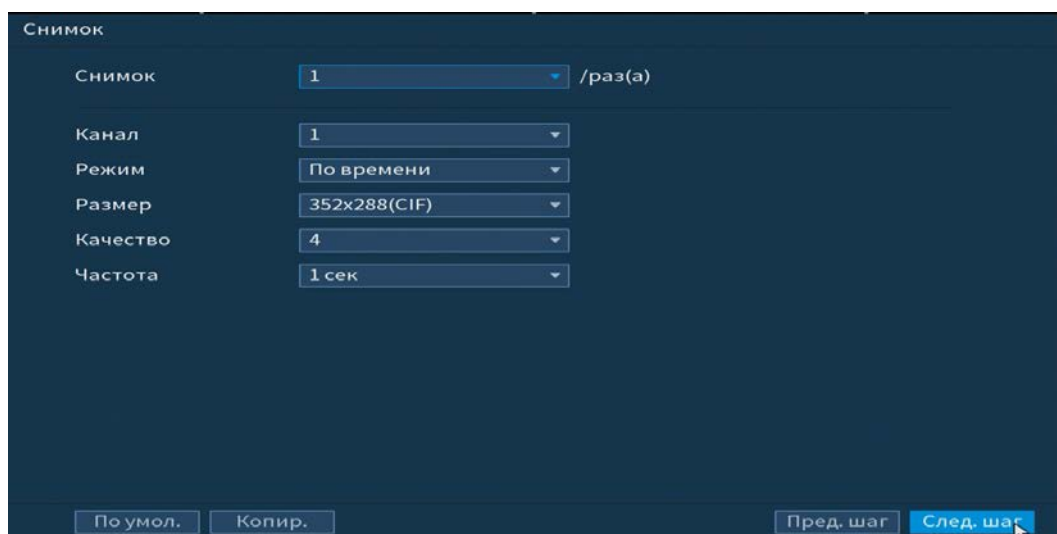 Снимок
Снимок 1 /раз(а)
Канал 1
Режим По времени
Размер 352x288(CIF)
Качество 4
Частота 1 сек
По умол. Копир. Пред. шаг След. шаг